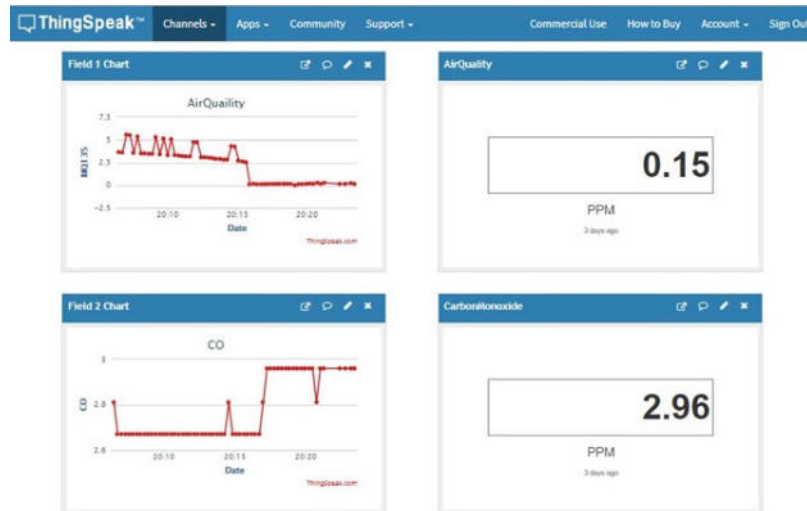 ThingSpeak™ Channels Apps Community Support Commercial Use How to Buy Account Sign Out
Field 1 Chart
AirQuaility
7.5
5
2.5
0
-2.5
MQ135
20:10 20:15 20:20
Date
ThingSpeak.com
AirQuality
0.15
PPM
3 days ago
Field 2 Chart
CO
3
2.8
2.6
CO
20:10 20:15 20:20
Date
ThingSpeak.com
CarbonMonoxide
2.96
PPM
3 days ago